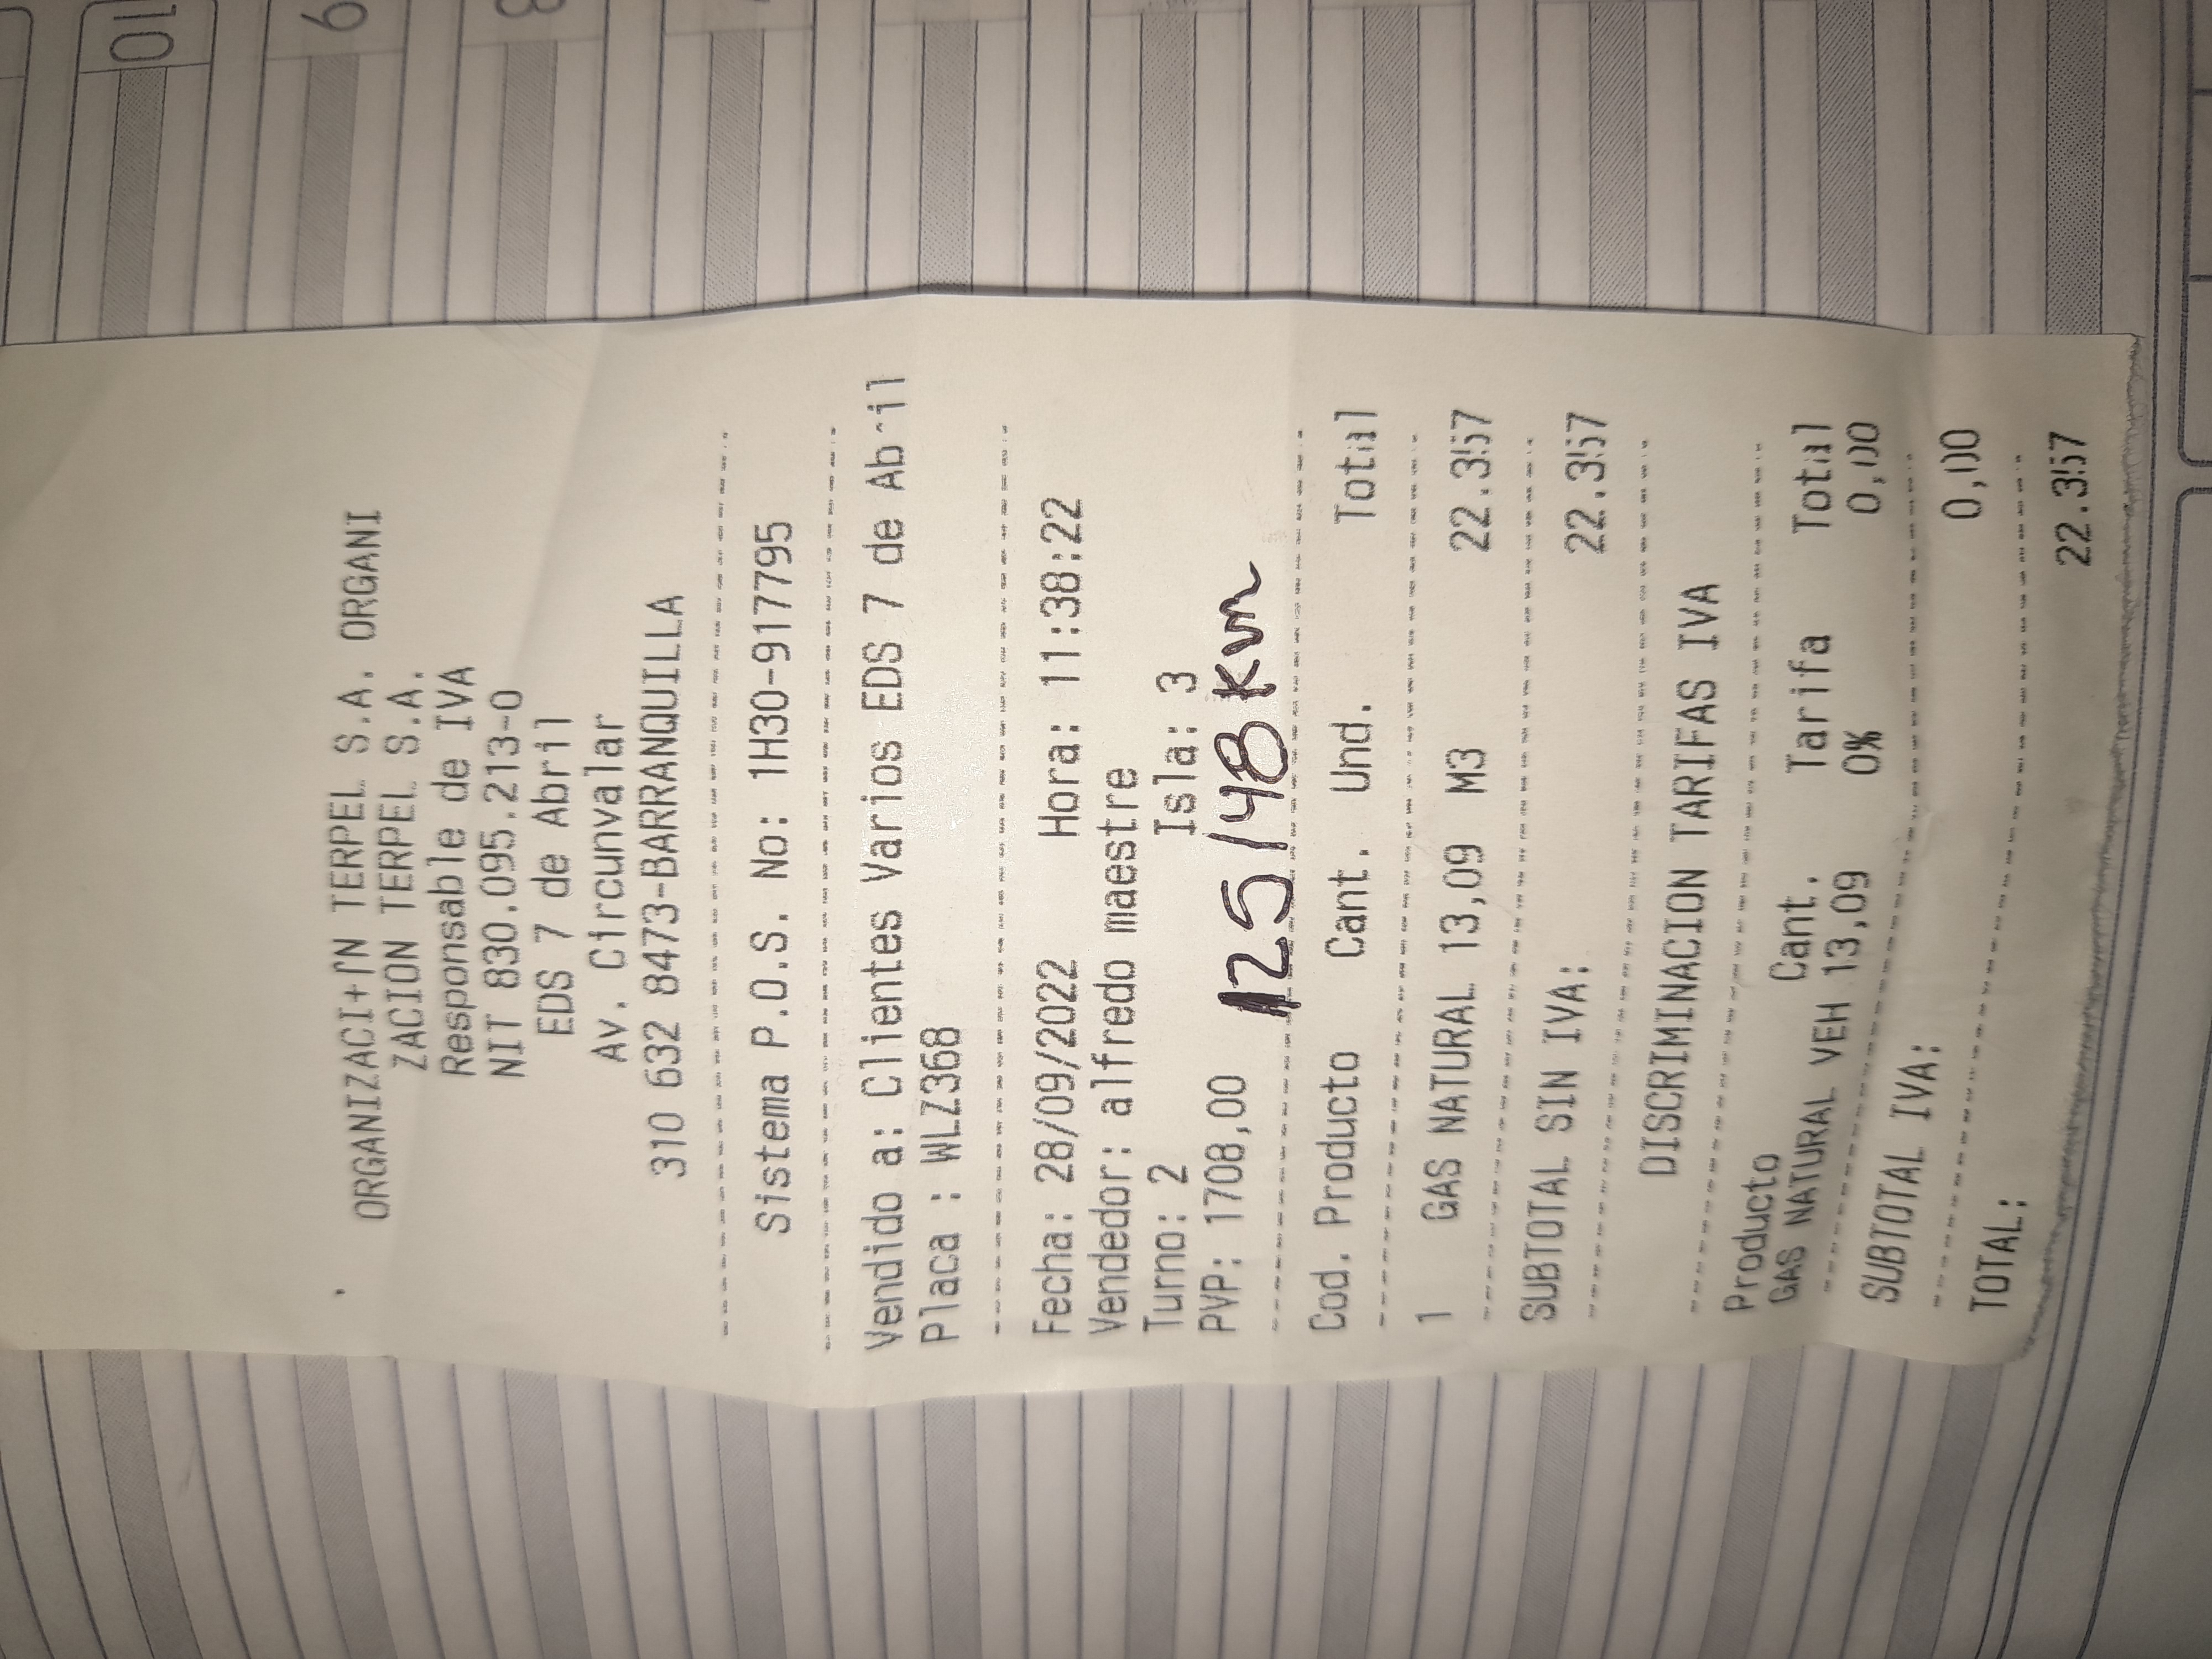 10
9
8
ORGANIZACI+ΓN TERPEL S.A. ORGANI
ZACION TERPEL S.A.
Responsable de IVA
NIT 830.095.213-0
EDS 7 de Abril
Av. Circunvalar
310 632 8473-BARRANQUILLA
Sistema P.O.S. No: 1H30-917795
Vendido a: Clientes Varios EDS 7 de Abril
Placa : WLZ368
Fecha: 28/09/2022 Hora: 11:38:22
Vendedor: alfredo maestre
Turno: 2 Isla: 3
PVP: 1708,00 125148 Km
Cod. Producto Cant. Und. Total
1 GAS NATURAL 13,09 M3 22.357
SUBTOTAL SIN IVA: 22.357
DISCRIMINACION TARIFAS IVA
Producto Cant. Tarifa Total
GAS NATURAL VEH 13,09 0% 0,00
SUBTOTAL IVA: 0,00
TOTAL: 22.357